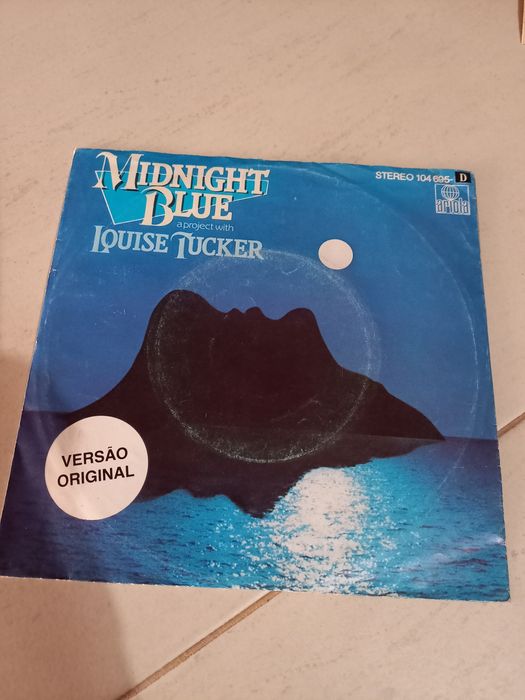 MIDNIGHT
BLUE
a project with
LOUISE TUCKER
STEREO 104 695- D
ariola
VERSÃO
ORIGINAL